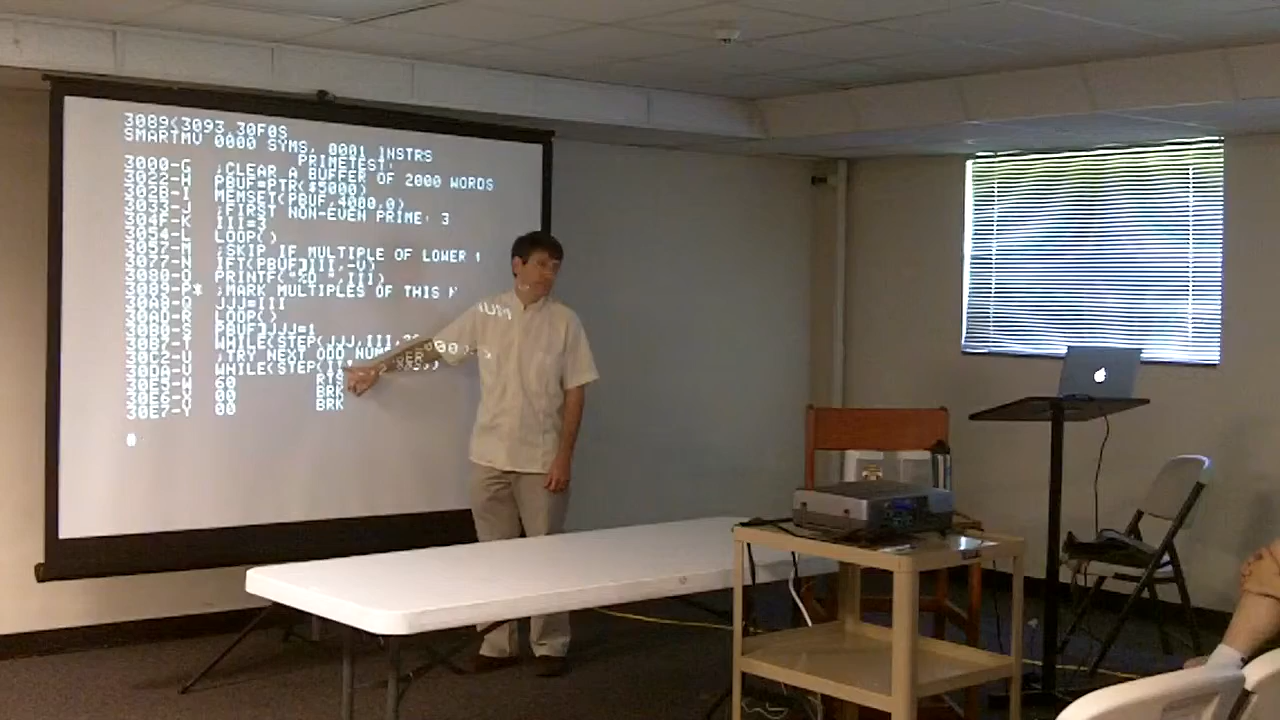 3089<3093.30F0S
SMARTMV 0000 SYMS, 0001 INSTRS
PRIMETEST:
3000-G ;CLEAR A BUFFER OF 2000 WORDS
3022-H PBUF=PTR($5000)
302B-I MEMSET(PBUF,4000,0)
3035-J ;FIRST NON-EVEN PRIME: 3
304F-K III=3
3054-L LOOP()
3057-M ;SKIP IF MULTIPLE OF LOWER
3077-N IFT(PBUF]III,-U)
3080-O PRINTF("%D ",III)
3089-P* ;MARK MULTIPLES OF THIS
30A8-Q JJJ=III
30AD-R LOOP()
30B0-S PBUF]JJJ=1
30B7-T WHILE(STEP(JJJ,III,
30C2-U ;TRY NEXT ODD NUMBER
30DA-V WHILE(STEP(
30E5-W 60 RTS
30E6-X 00 BRK
30E7-Y 00 BRK